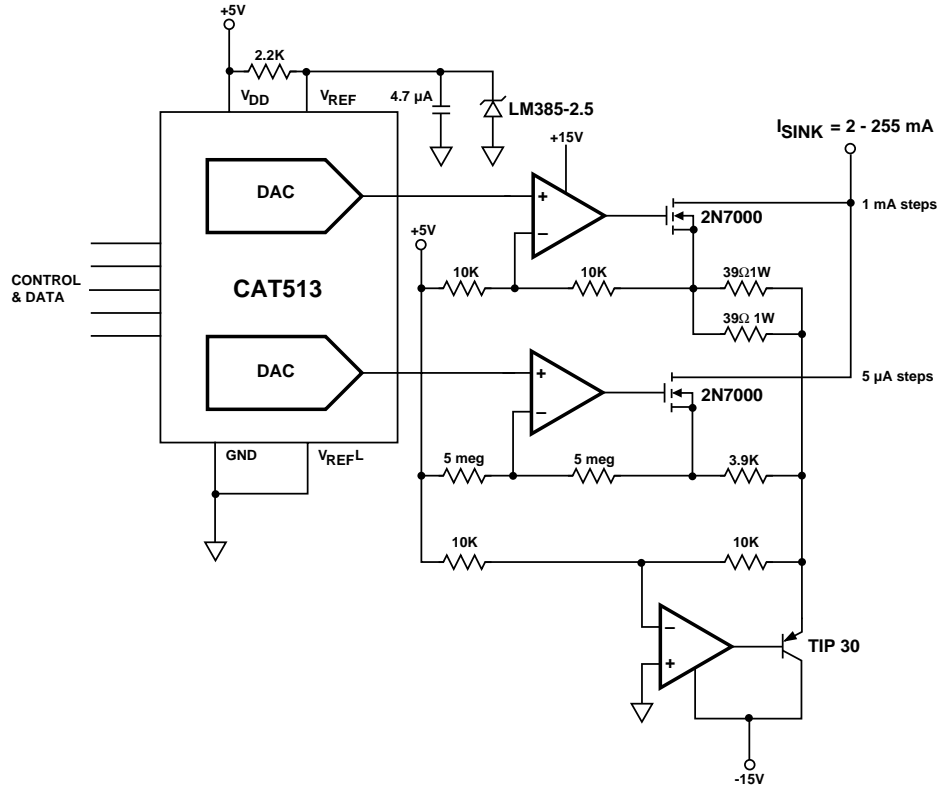 +5V
2.2K
VDD
VREF
4.7 µA
LM385-2.5
+15V
ISINK = 2 - 255 mA
DAC
+
–
2N7000
1 mA steps
+5V
10K
10K
39Ω1W
39Ω 1W
CONTROL
& DATA
CAT513
DAC
+
–
2N7000
5 µA steps
GND
VREFL
5 meg
5 meg
3.9K
10K
10K
–
+
TIP 30
-15V